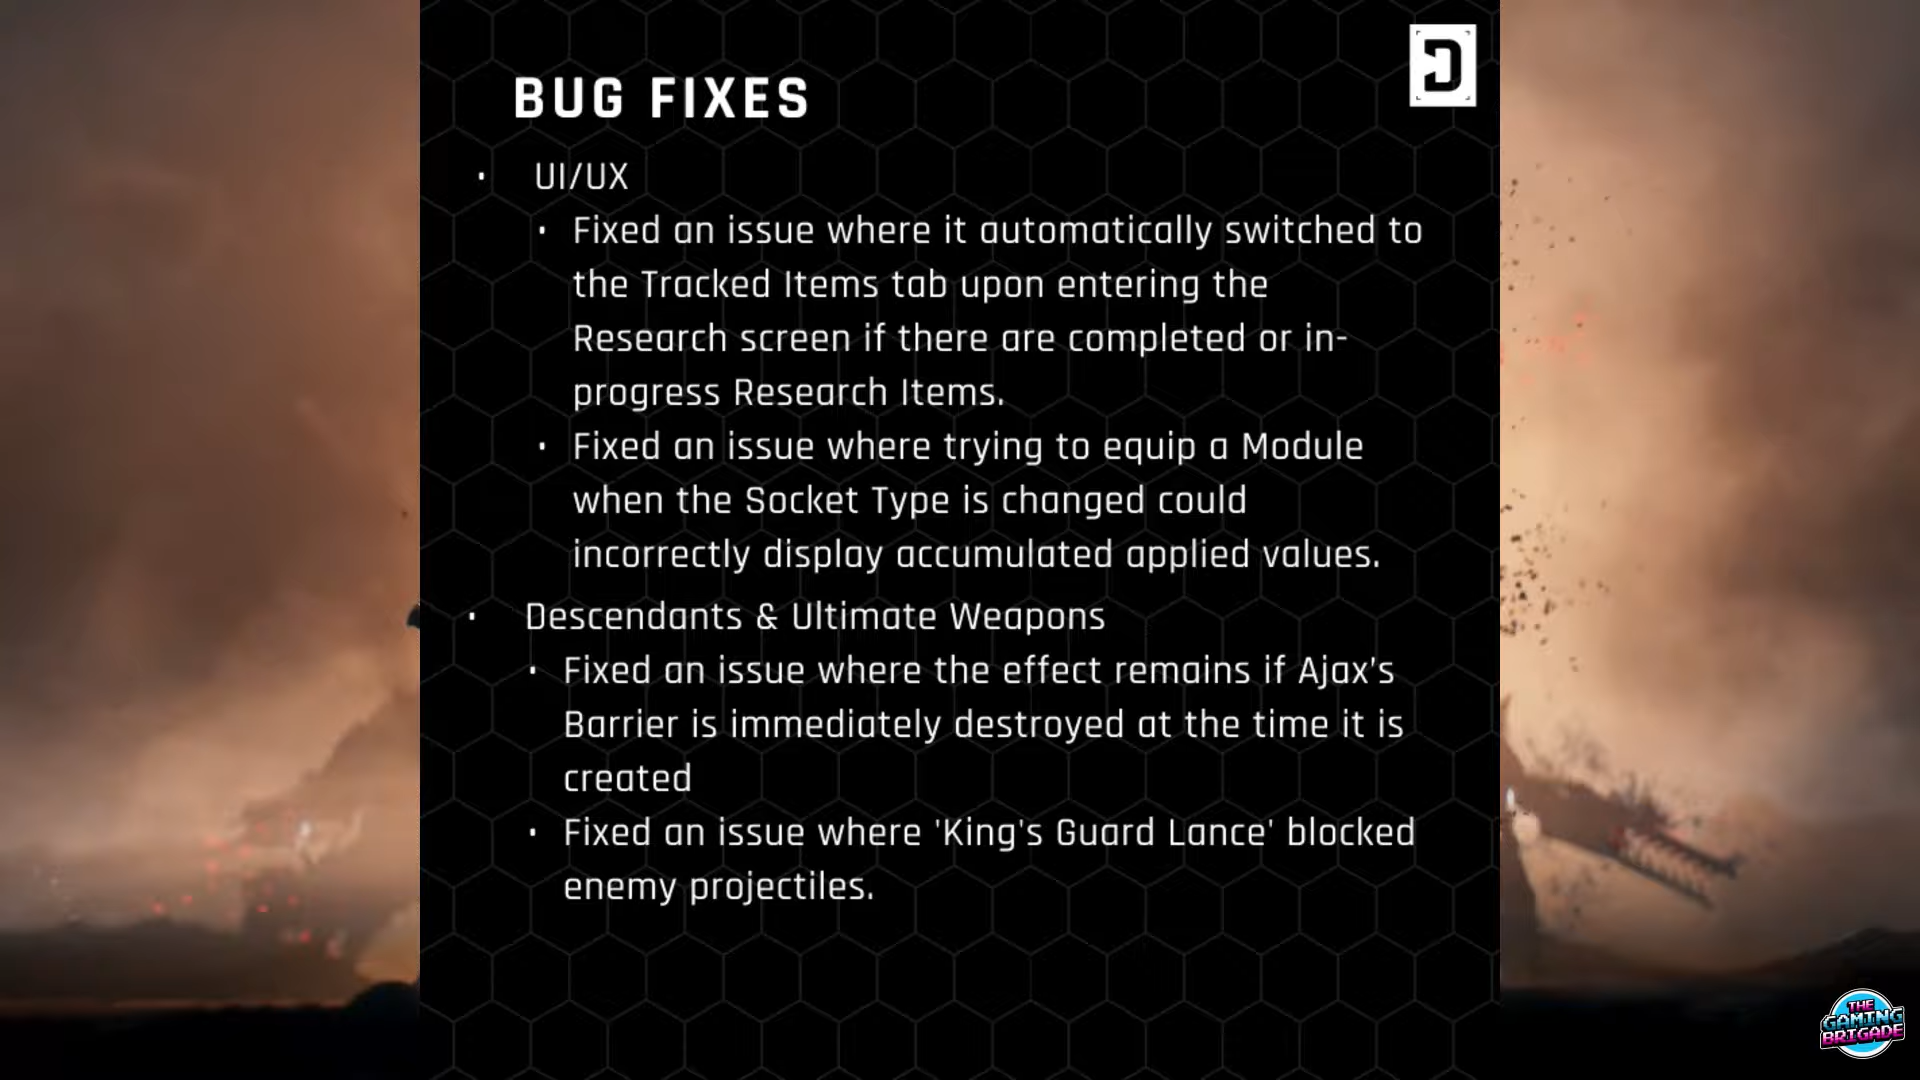 BUG FIXES
• UI/UX
• Fixed an issue where it automatically switched to
the Tracked Items tab upon entering the
Research screen if there are completed or in-
progress Research Items.
• Fixed an issue where trying to equip a Module
when the Socket Type is changed could
incorrectly display accumulated applied values.
• Descendants & Ultimate Weapons
• Fixed an issue where the effect remains if Ajax's
Barrier is immediately destroyed at the time it is
created
• Fixed an issue where 'King's Guard Lance' blocked
enemy projectiles.
THE
GAMING
BRIGADE